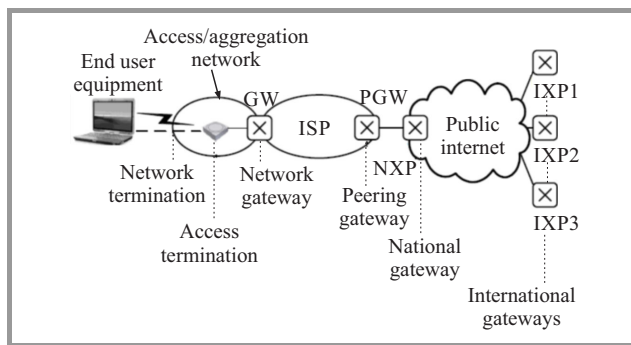 Access/aggregation
network
End user
equipment
GW
PGW
ISP
Public
internet
IXP1
IXP2
IXP3
NXP
Network
termination
Network
gateway
Peering
gateway
Access
termination
National
gateway
International
gateways